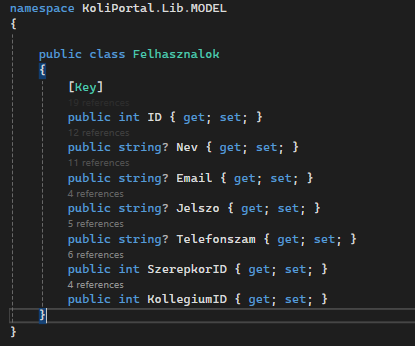 namespace KoliPortal.Lib.MODEL
{
public class Felhasznalok
{
[Key]
19 references
public int ID { get; set; }
12 references
public string? Nev { get; set; }
11 references
public string? Email { get; set; }
4 references
public string? Jelszo { get; set; }
5 references
public string? Telefonszam { get; set; }
6 references
public int SzerepkorID { get; set; }
4 references
public int KollegiumID { get; set; }
}
}